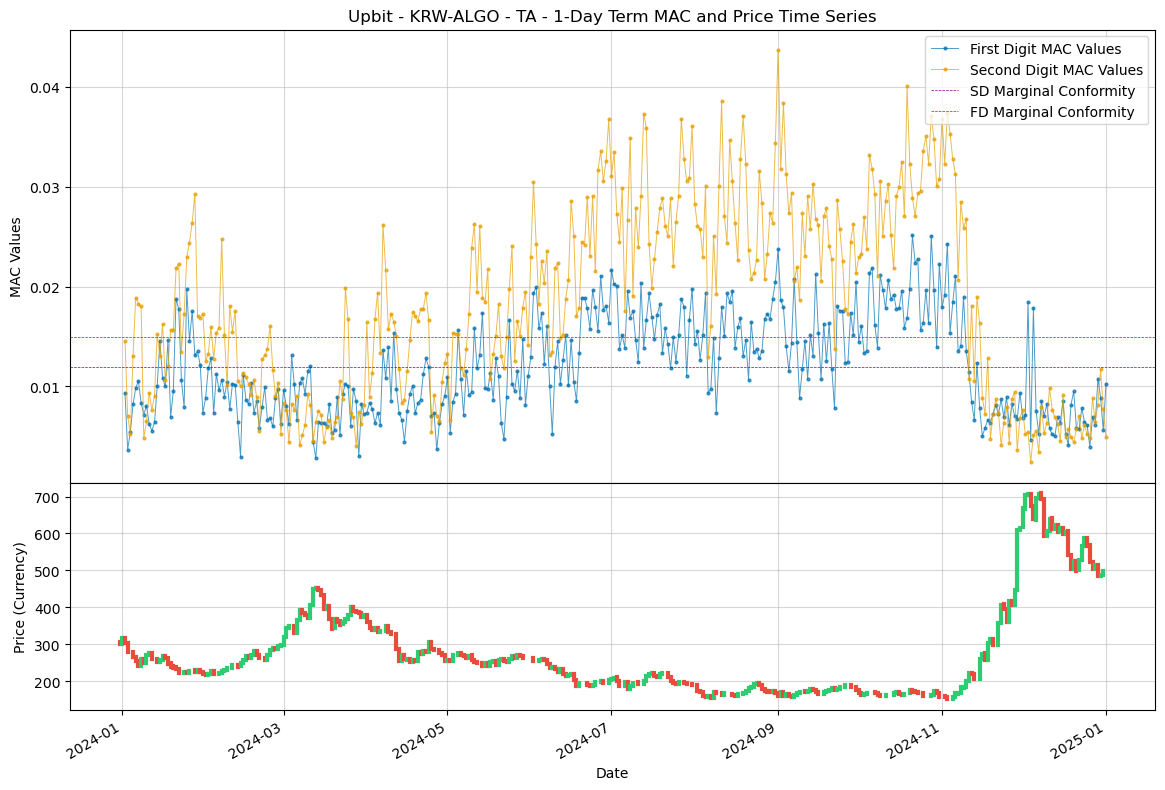 Upbit - KRW-ALGO - TA - 1-Day Term MAC and Price Time Series
First Digit MAC Values
Second Digit MAC Values
SD Marginal Conformity
FD Marginal Conformity
MAC Values
0.04
0.03
0.02
0.01
Price (Currency)
700
600
500
400
300
200
2024-01
2024-03
2024-05
2024-07
2024-09
2024-11
2025-01
Date